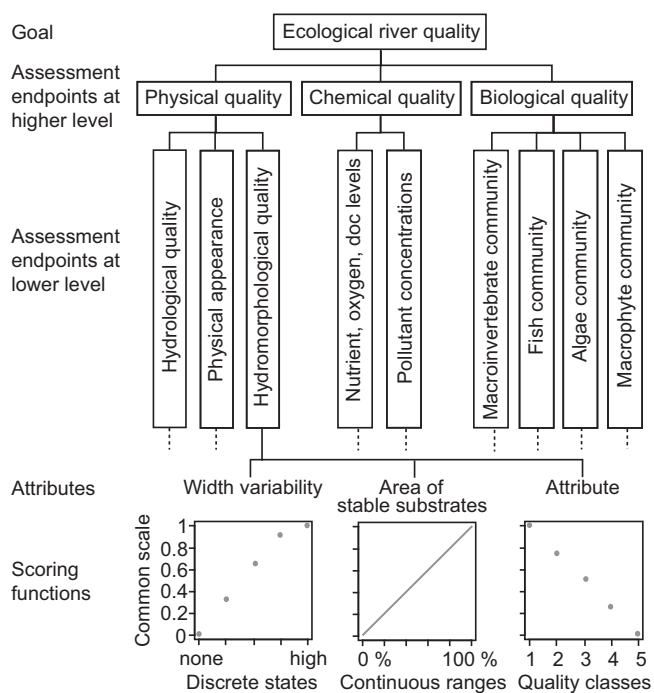 Goal
Ecological river quality
Assessment
endpoints at
higher level
Physical quality
Chemical quality
Biological quality
Assessment
endpoints at
lower level
Hydrological quality
Physical appearance
Hydromorphological quality
Nutrient, oxygen, doc levels
Pollutant concentrations
Macroinvertebrate community
Fish community
Algae community
Macrophyte community
Attributes
Width variability
Area of
stable substrates
Attribute
Scoring
functions
Common scale
1
0.8
0.6
0.4
0.2
0
none
high
Discrete states
0 %
100 %
Continuous ranges
1 2 3 4 5
Quality classes